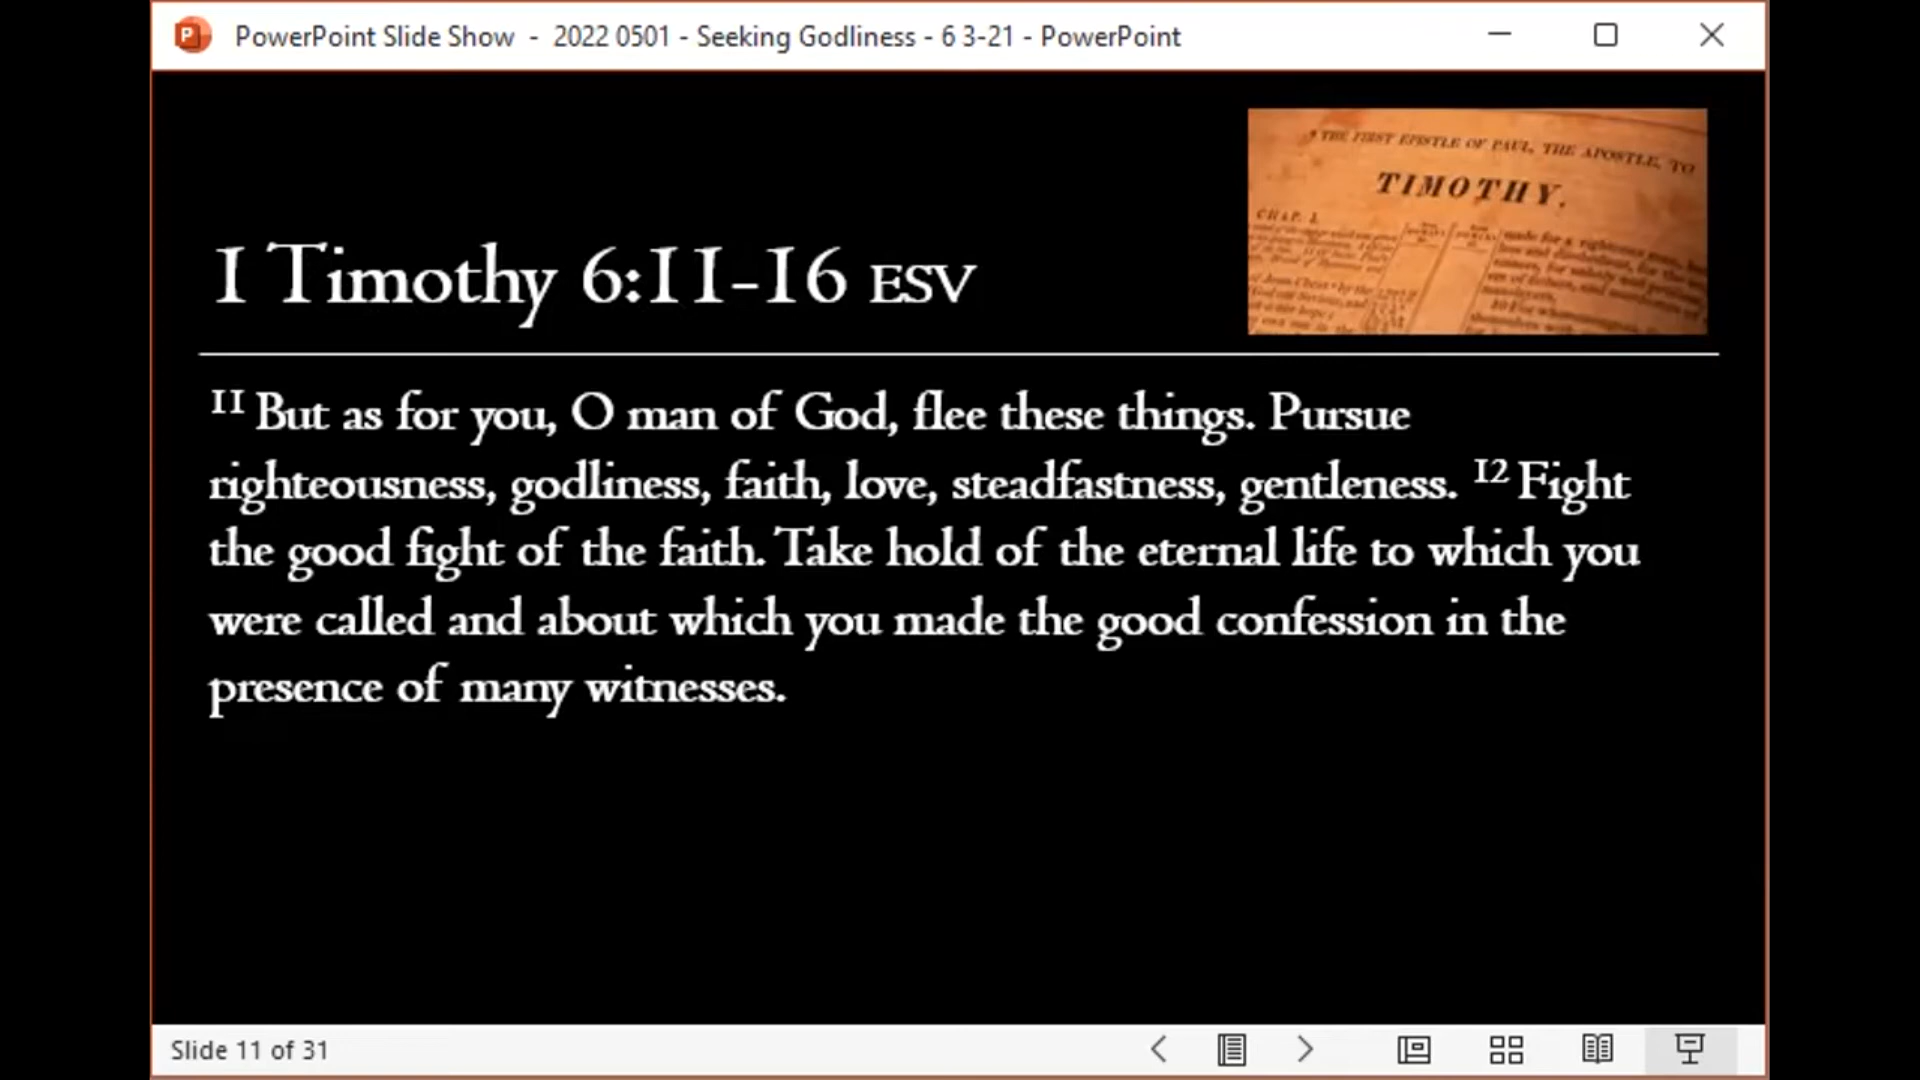 PowerPoint Slide Show - 2022 0501 - Seeking Godliness - 6 3-21 - PowerPoint
¶ THE FIRST EPISTLE OF PAUL, THE APOSTLE, TO
TIMOTHY.
CHAP. I.
I Timothy 6:11-16 ESV
11 But as for you, O man of God, flee these things. Pursue
righteousness, godliness, faith, love, steadfastness, gentleness. 12 Fight
the good fight of the faith. Take hold of the eternal life to which you
were called and about which you made the good confession in the
presence of many witnesses.
Slide 11 of 31